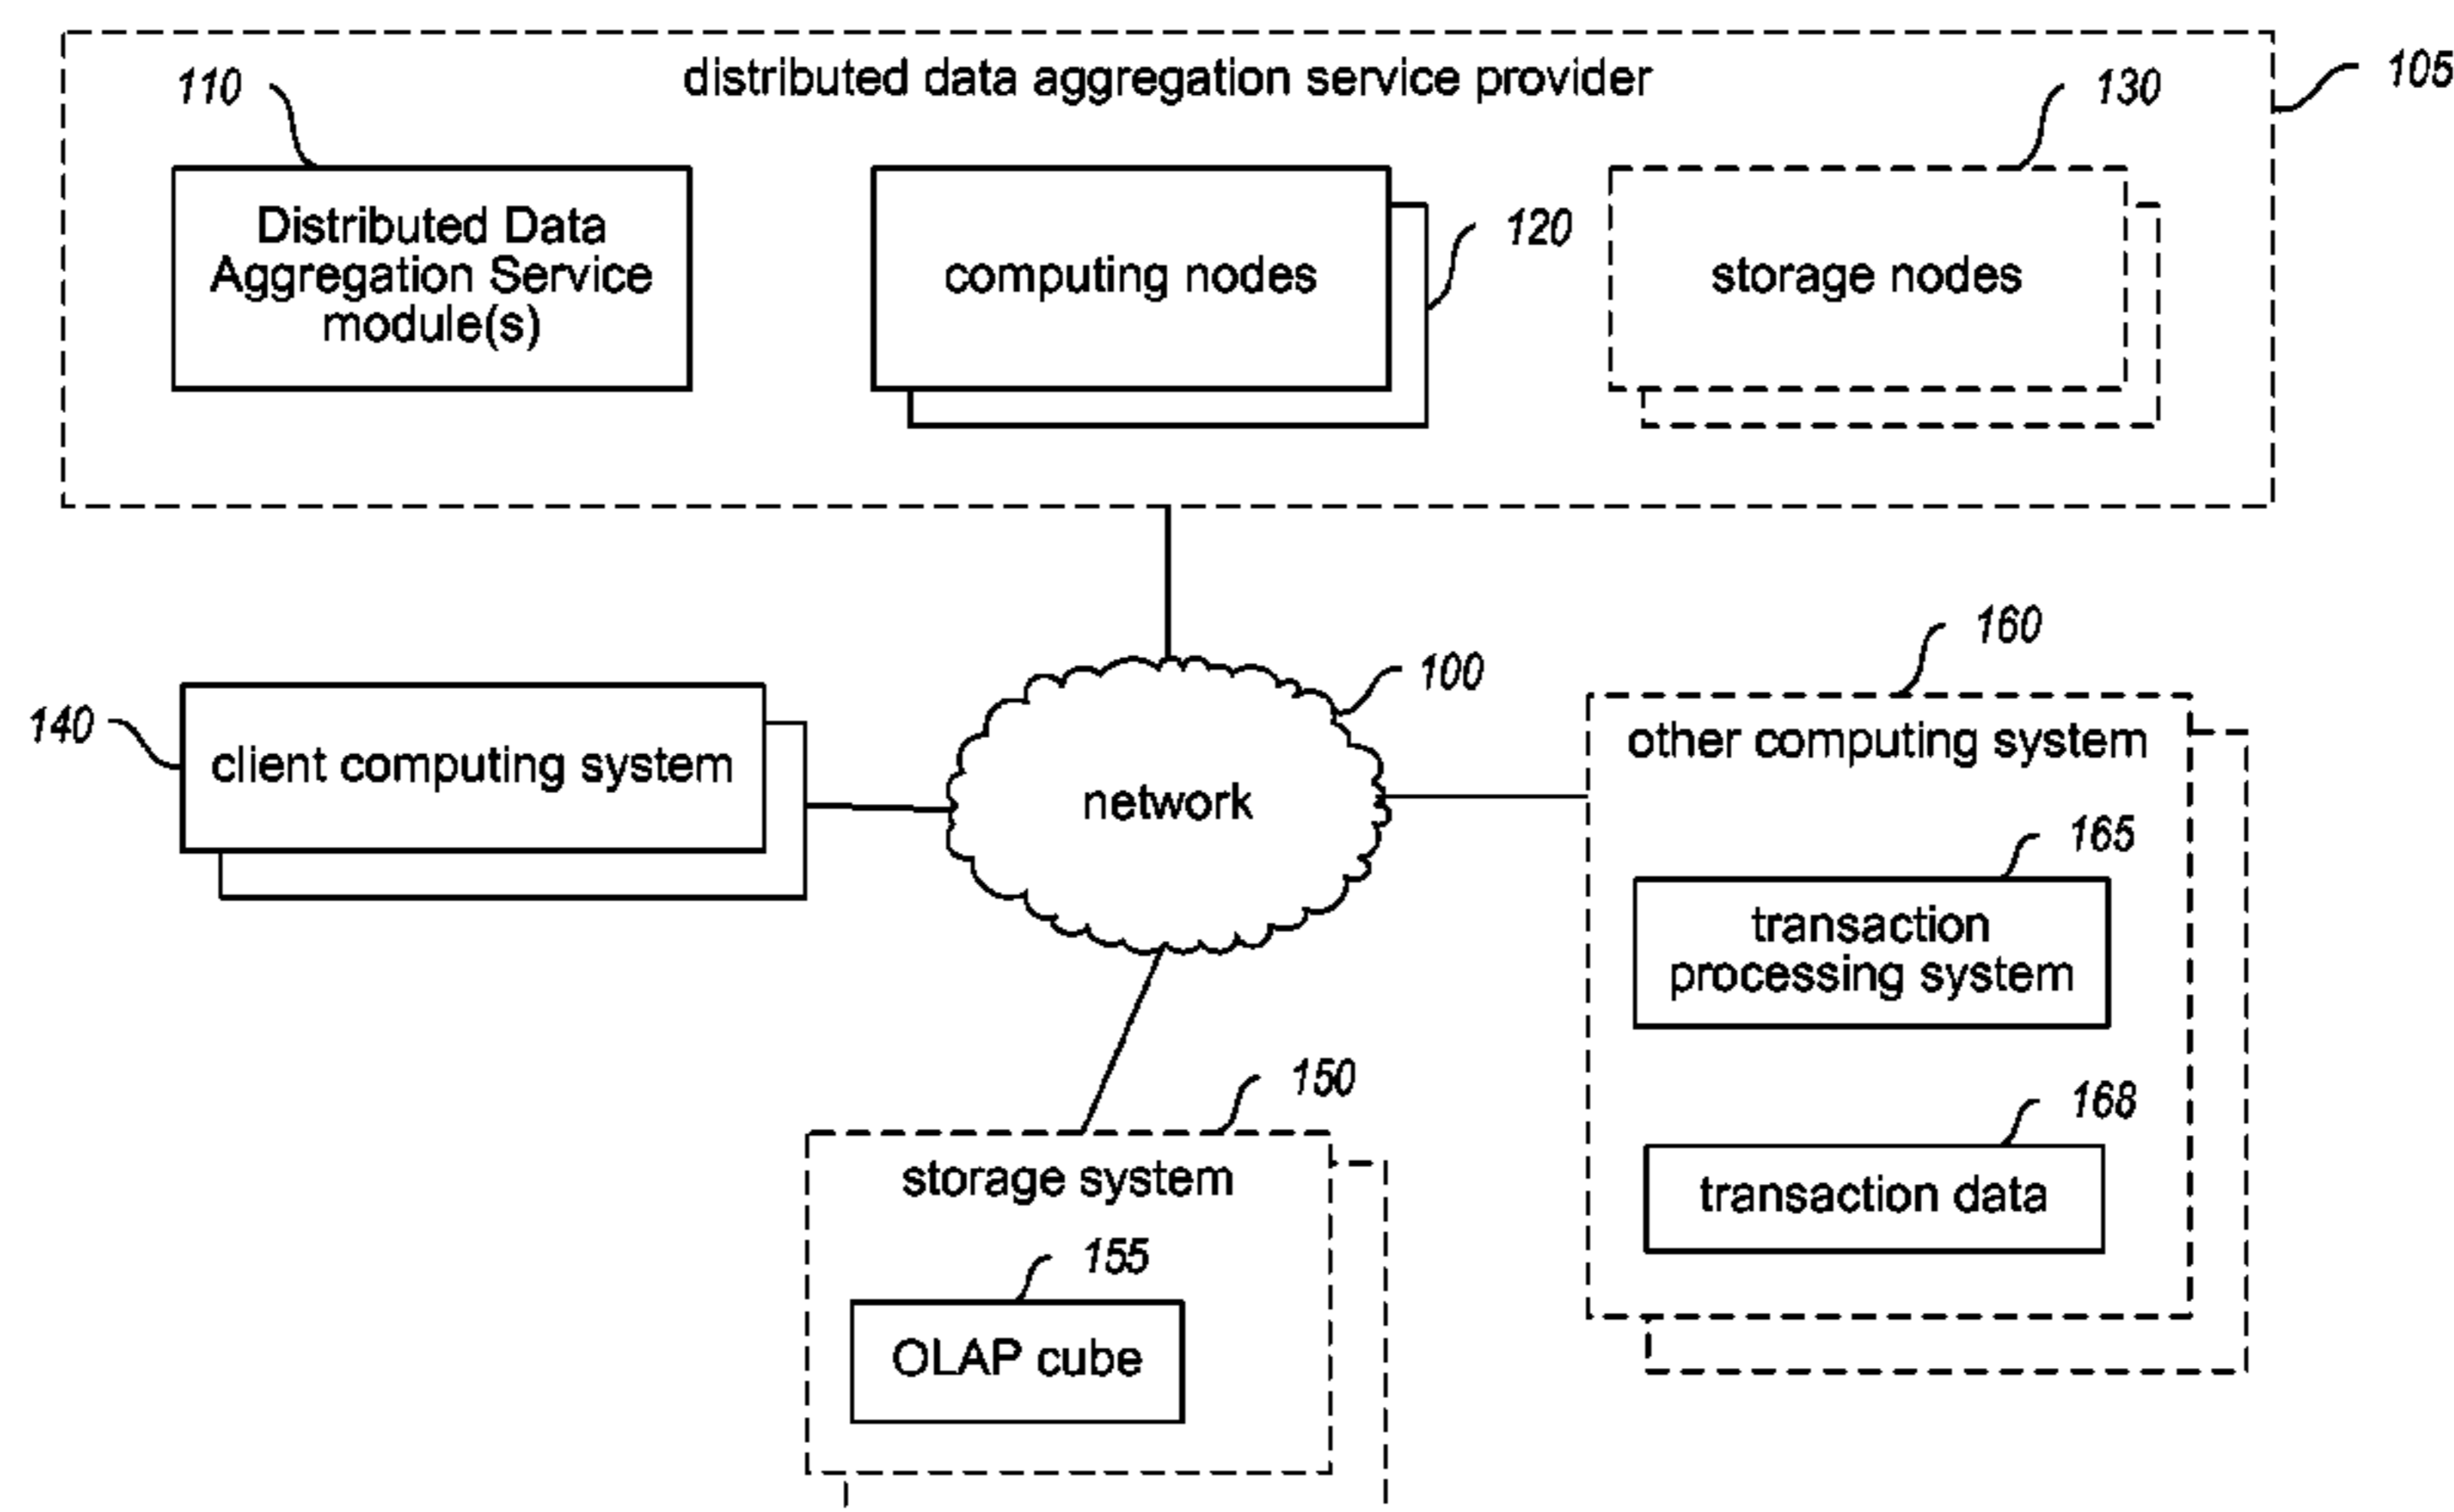 distributed data aggregation service provider
105
110
130
Distributed Data
Aggregation Service
module(s)
computing nodes
120
storage nodes
160
100
140
client computing system
network
other computing system
165
transaction
processing system
150
168
storage system
transaction data
155
OLAP cube